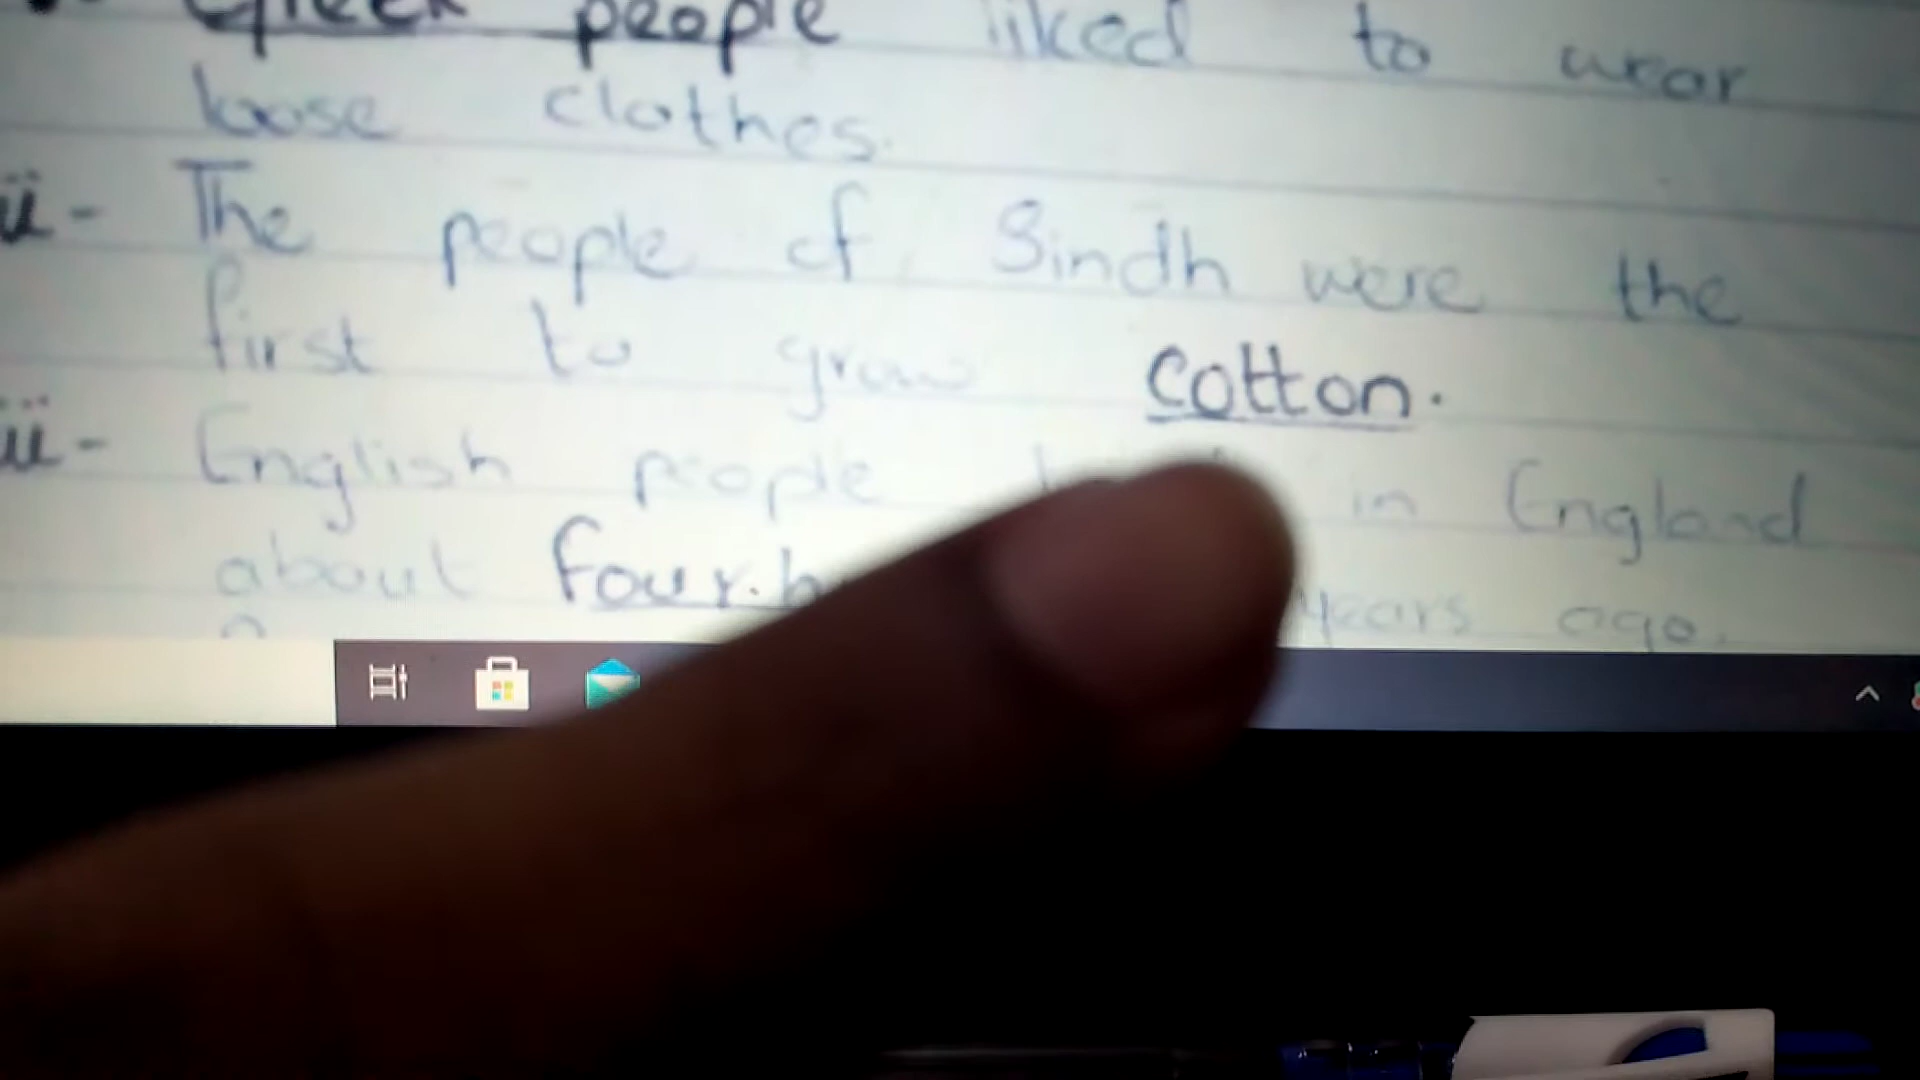 Greek people liked to wear
loose clothes.
ii- The people of Sindh were the
first to grow cotton.
iii- English people in England
about four years ago.